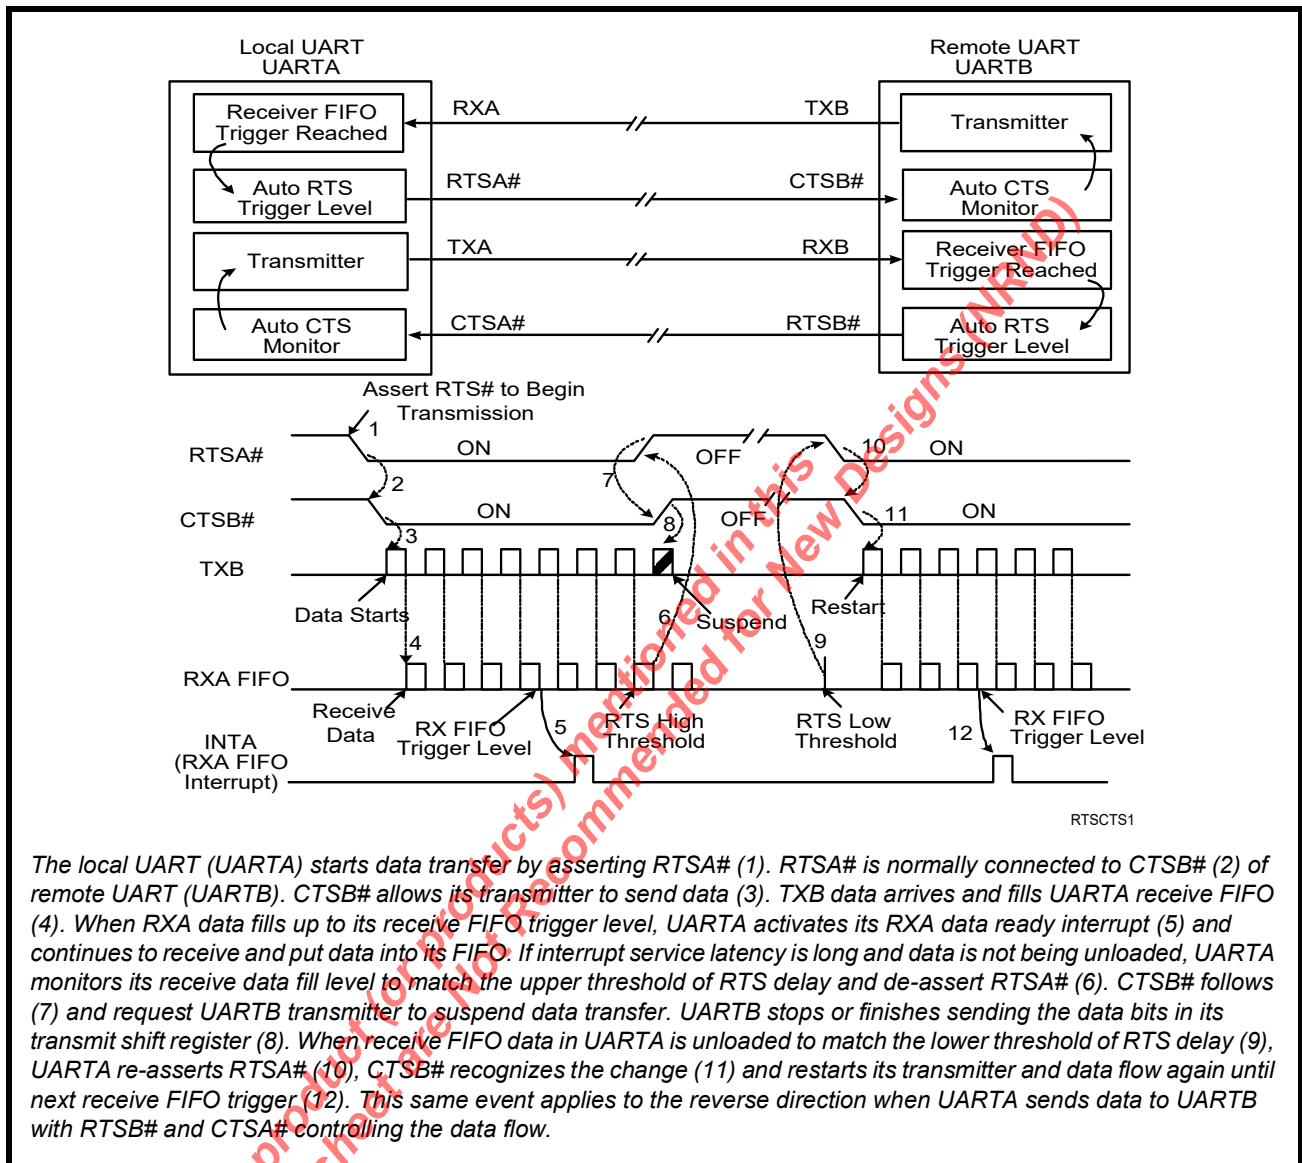 Local UART
UARTA
Remote UART
UARTB
Receiver FIFO
Trigger Reached
RXA
TXB
Transmitter
Auto RTS
Trigger Level
RTSA#
CTSB#
Auto CTS
Monitor
Transmitter
TXA
RXB
Receiver FIFO
Trigger Reached
Auto CTS
Monitor
CTSA#
RTSB#
Auto RTS
Trigger Level
Assert RTS# to Begin
Transmission
1
RTSA#
ON
7
OFF
10
ON
2
CTSB#
ON
8
OFF
11
ON
3
TXB
Data Starts
6
Suspend
Restart
4
9
RXA FIFO
Receive
Data
RX FIFO
Trigger Level
5
RTS High
Threshold
RTS Low
Threshold
12
RX FIFO
Trigger Level
INTA
(RXA FIFO
Interrupt)
RTSCTS1
The local UART (UARTA) starts data transfer by asserting RTSA# (1). RTSA# is normally connected to CTSB# (2) of
remote UART (UARTB). CTSB# allows its transmitter to send data (3). TXB data arrives and fills UARTA receive FIFO
(4). When RXA data fills up to its receive FIFO trigger level, UARTA activates its RXA data ready interrupt (5) and
continues to receive and put data into its FIFO. If interrupt service latency is long and data is not being unloaded, UARTA
monitors its receive data fill level to match the upper threshold of RTS delay and de-assert RTSA# (6). CTSB# follows
(7) and request UARTB transmitter to suspend data transfer. UARTB stops or finishes sending the data bits in its
transmit shift register (8). When receive FIFO data in UARTA is unloaded to match the lower threshold of RTS delay (9),
UARTA re-asserts RTSA# (10), CTSB# recognizes the change (11) and restarts its transmitter and data flow again until
next receive FIFO trigger (12). This same event applies to the reverse direction when UARTA sends data to UARTB
with RTSB# and CTSA# controlling the data flow.
product (or products) mentioned in this
sheet are Not Recommended for New Designs (NRND)